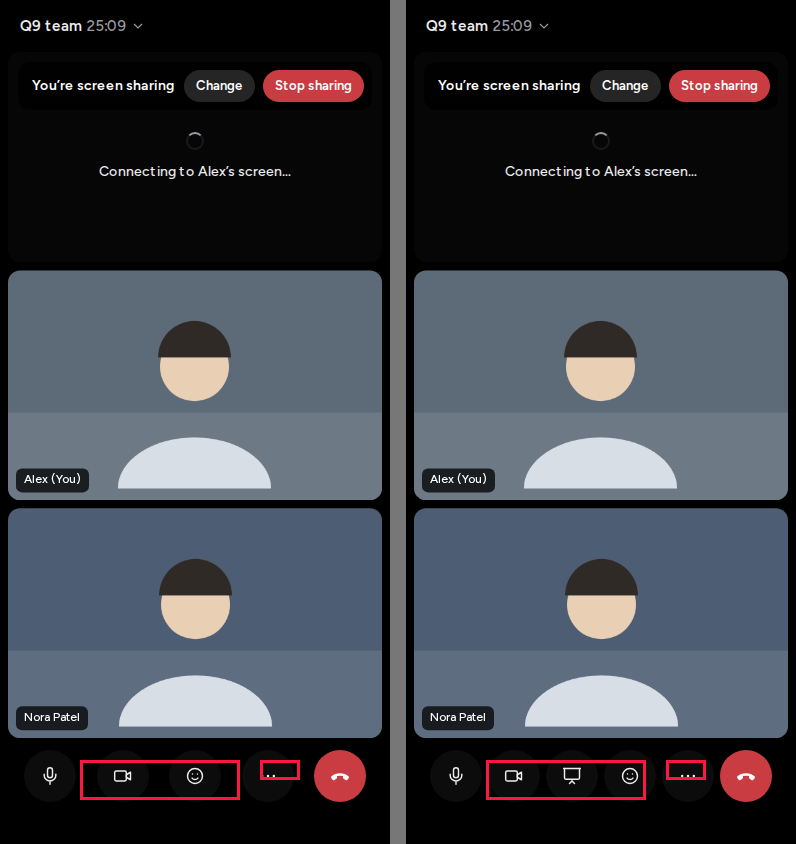 Q9 team 25:09
You're screen sharing Change Stop sharing
Connecting to Alex's screen...
Alex (You)
Nora Patel
Q9 team 25:09
You're screen sharing Change Stop sharing
Connecting to Alex's screen...
Alex (You)
Nora Patel